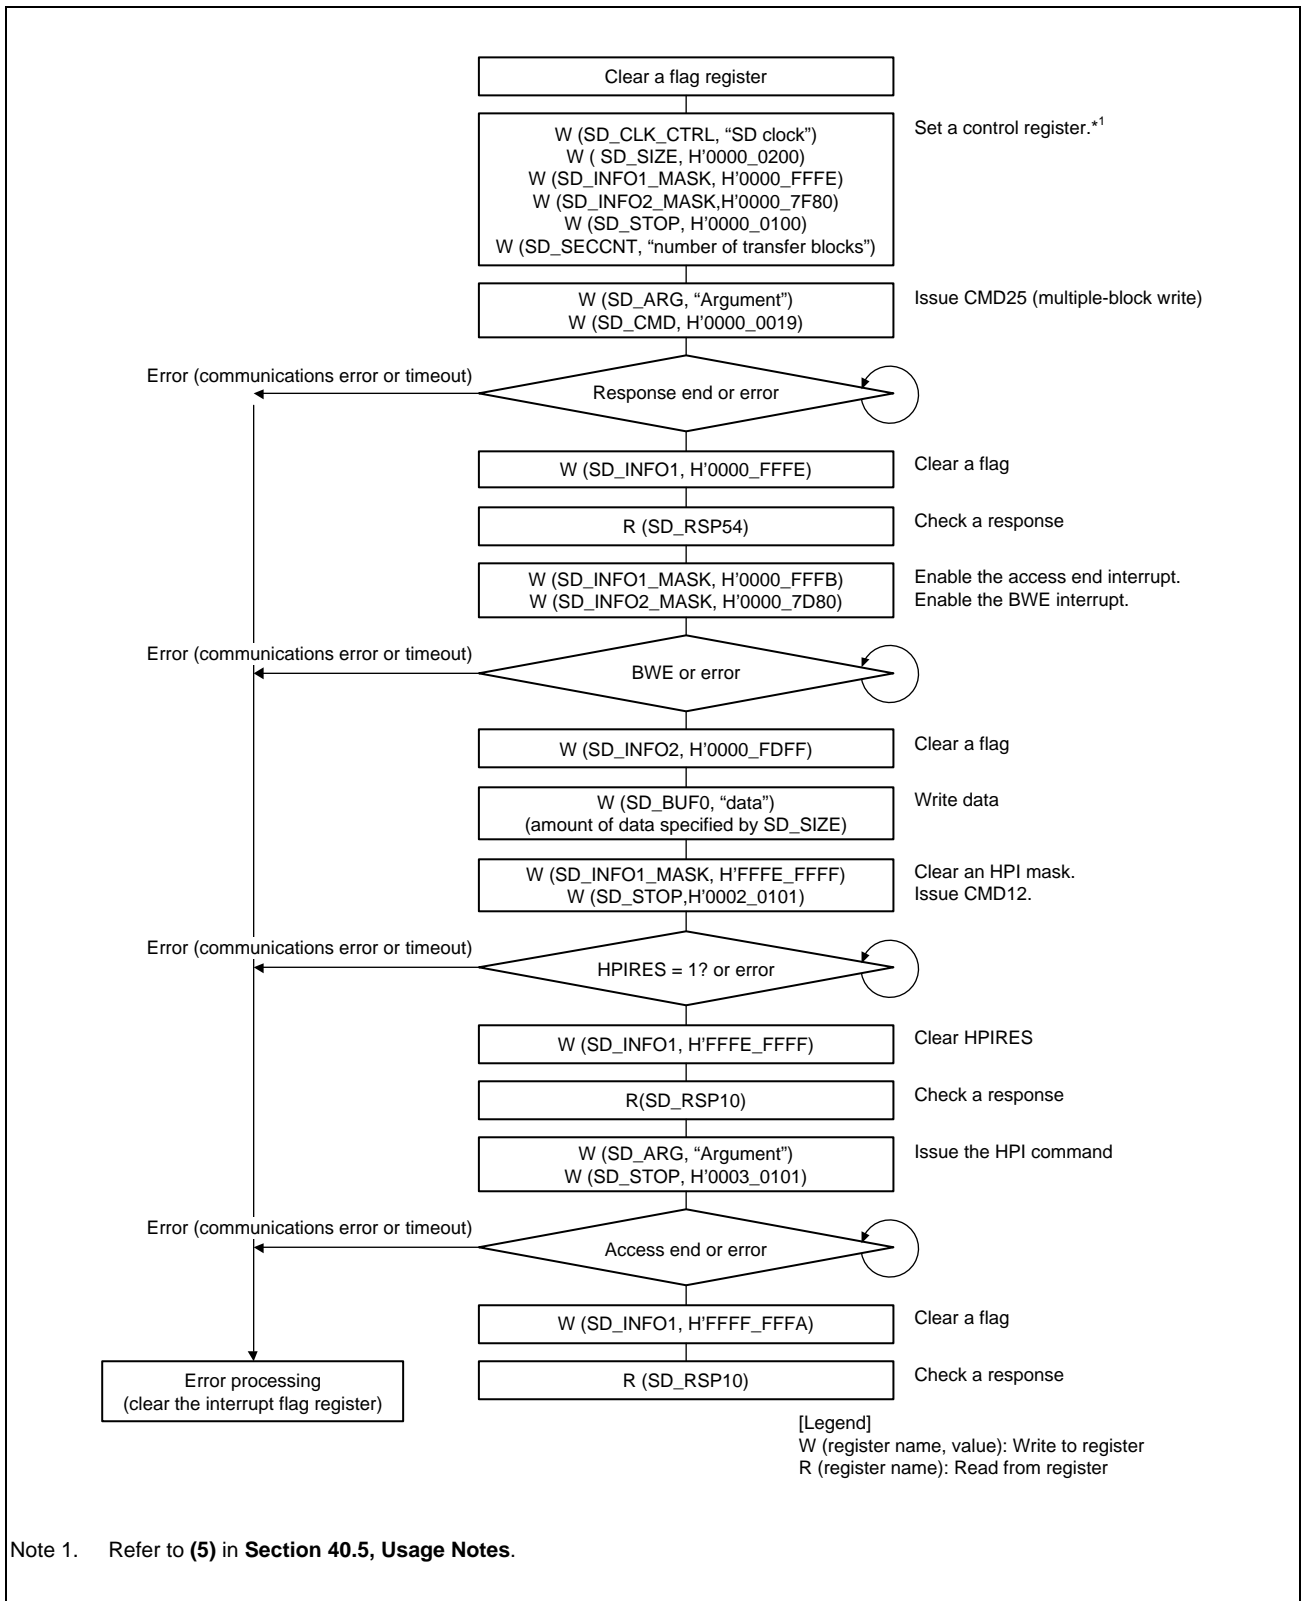 Clear a flag register
W (SD_CLK_CTRL, “SD clock”)
W ( SD_SIZE, H'0000_0200)
W (SD_INFO1_MASK, H'0000_FFFE)
W (SD_INFO2_MASK,H'0000_7F80)
W (SD_STOP, H'0000_0100)
W (SD_SECCNT, “number of transfer blocks”)
Set a control register.*1
W (SD_ARG, “Argument”)
W (SD_CMD, H'0000_0019)
Issue CMD25 (multiple-block write)
Error (communications error or timeout)
Response end or error
W (SD_INFO1, H'0000_FFFE)
Clear a flag
R (SD_RSP54)
Check a response
W (SD_INFO1_MASK, H'0000_FFFB)
W (SD_INFO2_MASK, H'0000_7D80)
Enable the access end interrupt.
Enable the BWE interrupt.
Error (communications error or timeout)
BWE or error
W (SD_INFO2, H'0000_FDFF)
Clear a flag
W (SD_BUF0, “data”)
(amount of data specified by SD_SIZE)
Write data
W (SD_INFO1_MASK, H'FFFE_FFFF)
W (SD_STOP,H'0002_0101)
Clear an HPI mask.
Issue CMD12.
Error (communications error or timeout)
HPIRES = 1? or error
W (SD_INFO1, H'FFFE_FFFF)
Clear HPIRES
R(SD_RSP10)
Check a response
W (SD_ARG, “Argument”)
W (SD_STOP, H'0003_0101)
Issue the HPI command
Error (communications error or timeout)
Access end or error
W (SD_INFO1, H'FFFF_FFFA)
Clear a flag
R (SD_RSP10)
Check a response
Error processing
(clear the interrupt flag register)
[Legend]
W (register name, value): Write to register
R (register name): Read from register
Note 1. Refer to (5) in Section 40.5, Usage Notes.